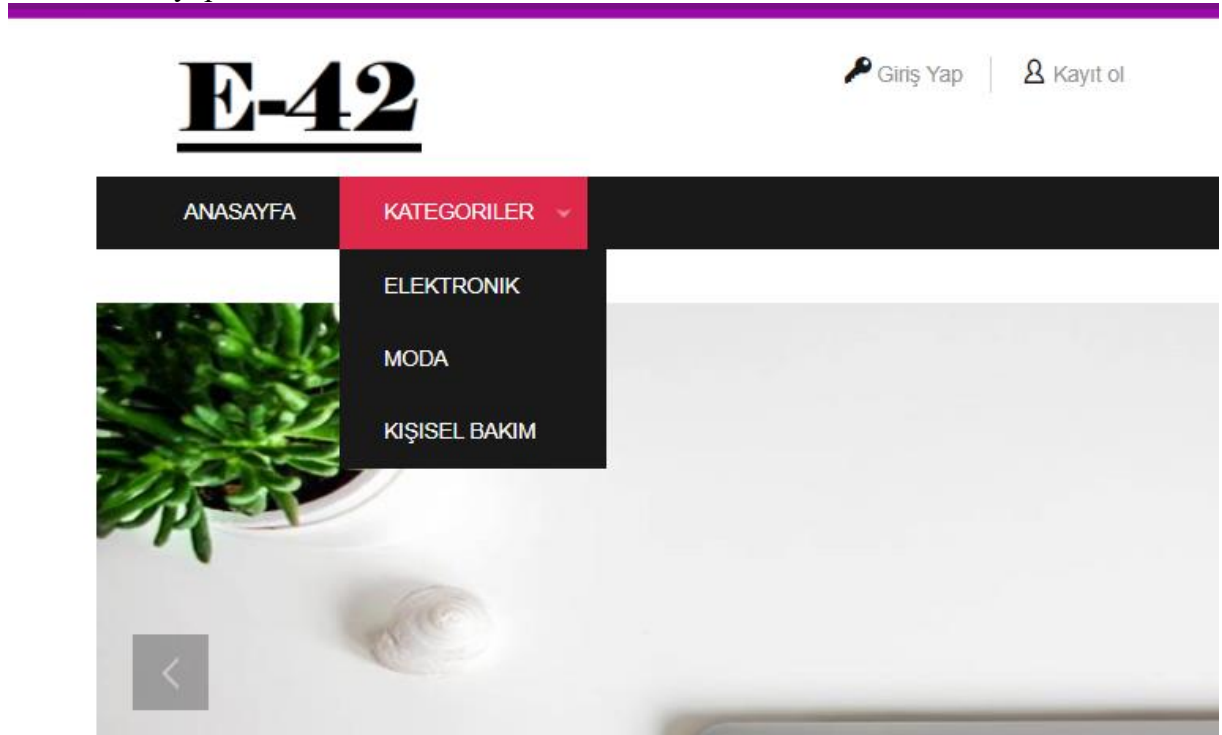 E-42
Giriş Yap
Kayıt ol
ANASAYFA
KATEGORILER
ELEKTRONIK
MODA
KIŞISEL BAKIM